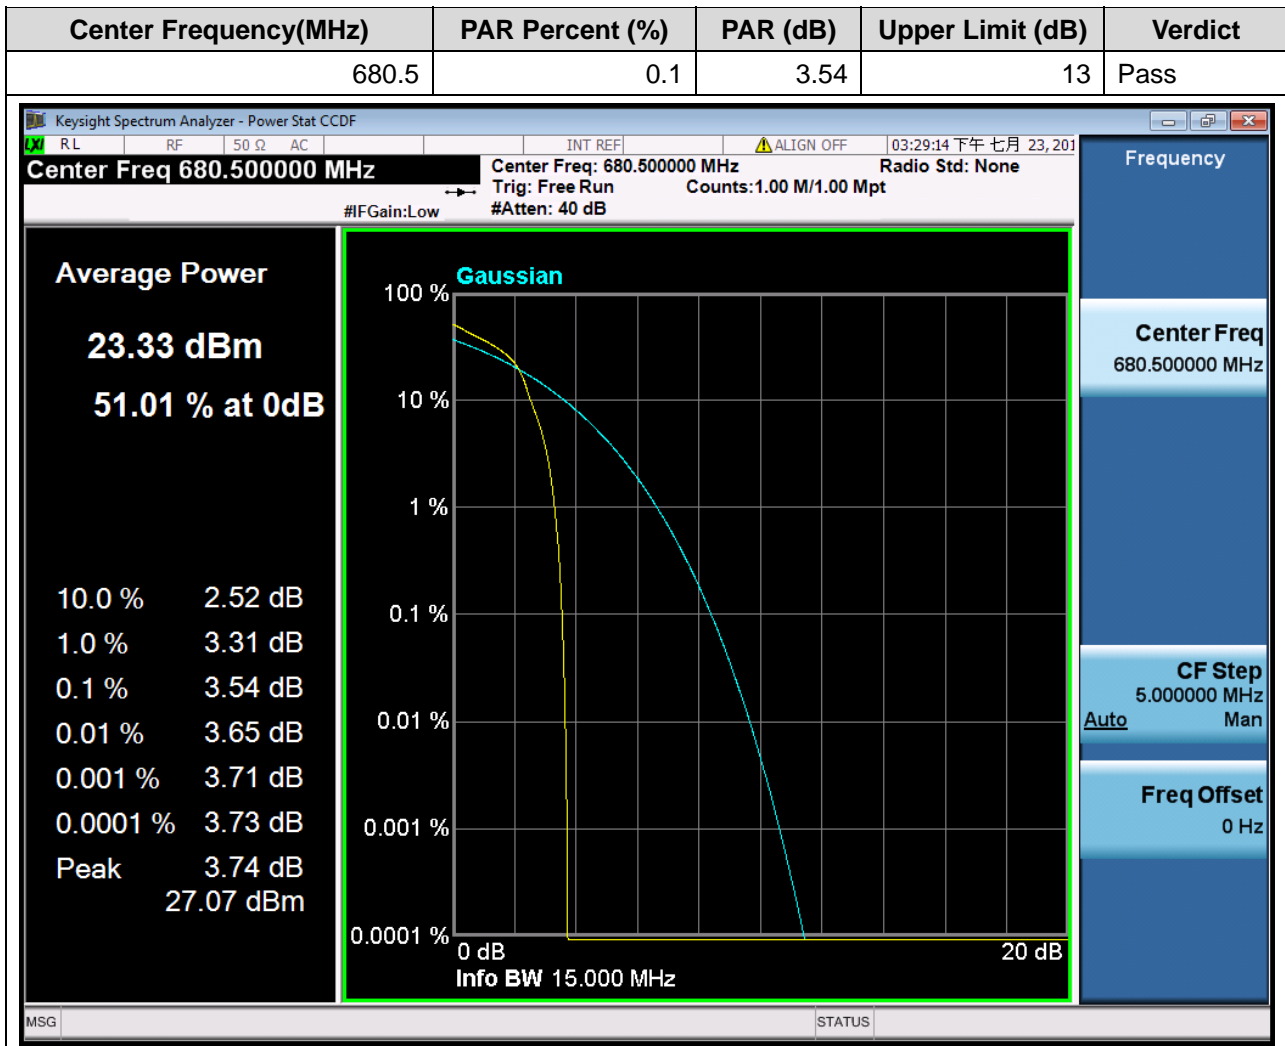 Center Frequency(MHz) PAR Percent (%) PAR (dB) Upper Limit (dB) Verdict
680.5 0.1 3.54 13 Pass
Keysight Spectrum Analyzer - Power Stat CCDF
LXI RL RF 50 Ω AC INT REF ALIGN OFF 03:29:14 下午 七月 23, 201
Center Freq 680.500000 MHz
Center Freq: 680.500000 MHz Radio Std: None
Trig: Free Run Counts:1.00 M/1.00 Mpt
#IFGain:Low #Atten: 40 dB
Frequency
Average Power
23.33 dBm
51.01 % at 0dB
10.0 % 2.52 dB
1.0 % 3.31 dB
0.1 % 3.54 dB
0.01 % 3.65 dB
0.001 % 3.71 dB
0.0001 % 3.73 dB
Peak 3.74 dB
27.07 dBm
Gaussian
100 %
10 %
1 %
0.1 %
0.01 %
0.001 %
0.0001 %
0 dB 20 dB
Info BW 15.000 MHz
Center Freq
680.500000 MHz
CF Step
5.000000 MHz
Auto Man
Freq Offset
0 Hz
MSG STATUS